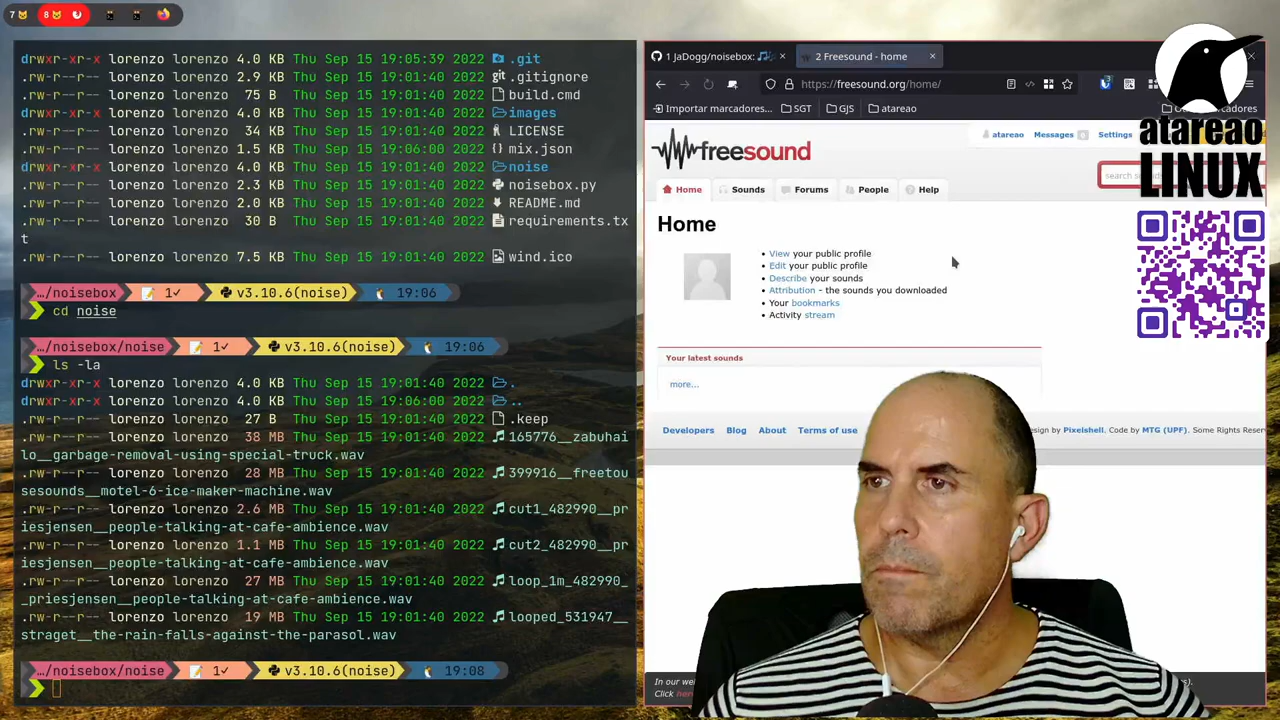 7
8
drwxr-xr-x lorenzo lorenzo 4.0 KB Thu Sep 15 19:05:39 2022 .git
.rw-r--r-- lorenzo lorenzo 2.9 KB Thu Sep 15 19:01:40 2022 .gitignore
.rw-r--r-- lorenzo lorenzo 75 B Thu Sep 15 19:01:40 2022 build.cmd
drwxr-xr-x lorenzo lorenzo 4.0 KB Thu Sep 15 19:01:40 2022 images
.rw-r--r-- lorenzo lorenzo 34 KB Thu Sep 15 19:01:40 2022 LICENSE
.rw-r--r-- lorenzo lorenzo 1.5 KB Thu Sep 15 19:06:00 2022 mix.json
drwxr-xr-x lorenzo lorenzo 4.0 KB Thu Sep 15 19:01:40 2022 noise
.rw-r--r-- lorenzo lorenzo 2.3 KB Thu Sep 15 19:01:40 2022 noisebox.py
.rw-r--r-- lorenzo lorenzo 2.0 KB Thu Sep 15 19:01:40 2022 README.md
.rw-r--r-- lorenzo lorenzo 30 B Thu Sep 15 19:01:40 2022 requirements.tx
t
.rw-r--r-- lorenzo lorenzo 7.5 KB Thu Sep 15 19:01:40 2022 wind.ico
…/noisebox 1✓ v3.10.6(noise) 19:06
cd noise
…/noisebox/noise 1✓ v3.10.6(noise) 19:06
ls -la
drwxr-xr-x lorenzo lorenzo 4.0 KB Thu Sep 15 19:01:40 2022 .
drwxr-xr-x lorenzo lorenzo 4.0 KB Thu Sep 15 19:06:00 2022 ..
.rw-r--r-- lorenzo lorenzo 27 B Thu Sep 15 19:01:40 2022 .keep
.rw-r--r-- lorenzo lorenzo 38 MB Thu Sep 15 19:01:40 2022 165776__zabuhai
lo__garbage-removal-using-special-truck.wav
.rw-r--r-- lorenzo lorenzo 28 MB Thu Sep 15 19:01:40 2022 399916__freetou
sesounds__motel-6-ice-maker-machine.wav
.rw-r--r-- lorenzo lorenzo 2.6 MB Thu Sep 15 19:01:40 2022 cut1_482990__pr
iesjensen__people-talking-at-cafe-ambience.wav
.rw-r--r-- lorenzo lorenzo 1.1 MB Thu Sep 15 19:01:40 2022 cut2_482990__pr
iesjensen__people-talking-at-cafe-ambience.wav
.rw-r--r-- lorenzo lorenzo 27 MB Thu Sep 15 19:01:40 2022 loop_1m_482990_
_priesjensen__people-talking-at-cafe-ambience.wav
.rw-r--r-- lorenzo lorenzo 19 MB Thu Sep 15 19:01:40 2022 looped_531947__
straget__the-rain-falls-against-the-parasol.wav
…/noisebox/noise 1✓ v3.10.6(noise) 19:08
1 JaDogg/noisebox:
2 Freesound - home
https://freesound.org/home/
3
Importar marcadores...
SGT
GJS
atareao
rcadores
freesound
atareao Messages 0 Settings
search
Home Sounds Forums People Help
Home
• View your public profile
• Edit your public profile
• Describe your sounds
• Attribution - the sounds you downloaded
• Your bookmarks
• Activity stream
Your latest sounds
more...
Developers Blog About Terms of use
esign by Pixelshell. Code by MTG (UPF). Some Rights Reser
In our we
Click here
s).
atareao
LINUX